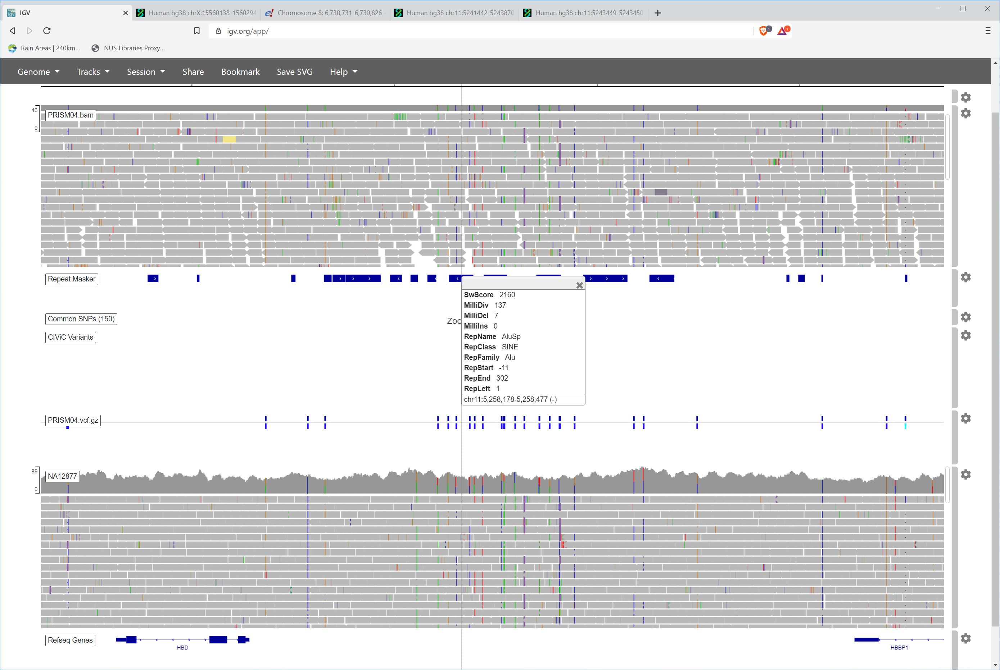 IGV
Human hg38 chrX:15560138-1560294
Chromosome 8: 6,730,731-6,730,826 -
Human hg38 chr11:5241442-5243870
Human hg38 chr11:5243449-5243450
igv.org/app/
1
1
Rain Areas | 240km...
NUS Libraries Proxy...
Genome
Tracks
Session
Share
Bookmark
Save SVG
Help
46
0
PRISM04.bam
Repeat Masker
SwScore 2160
MilliDiv 137
Common SNPs (150)
Zoo
MilliDel 7
MilliIns 0
CIViC Variants
RepName AluSp
RepClass SINE
RepFamily Alu
RepStart -11
RepEnd 302
RepLeft 1
chr11:5,258,178-5,258,477 (-)
PRISM04.vcf.gz
89
0
NA12877
Refseq Genes
HBD
HBBP1